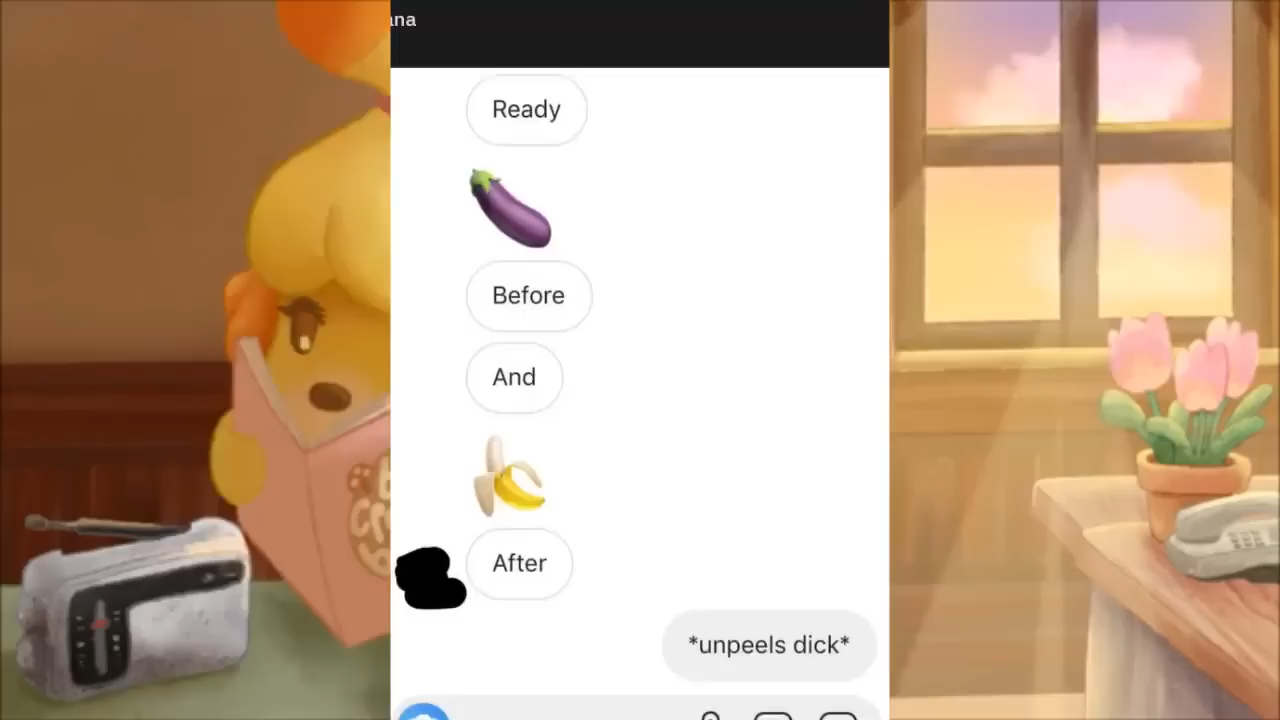 ana
Ready
🍆
Before
And
🍌
After
*unpeels dick*